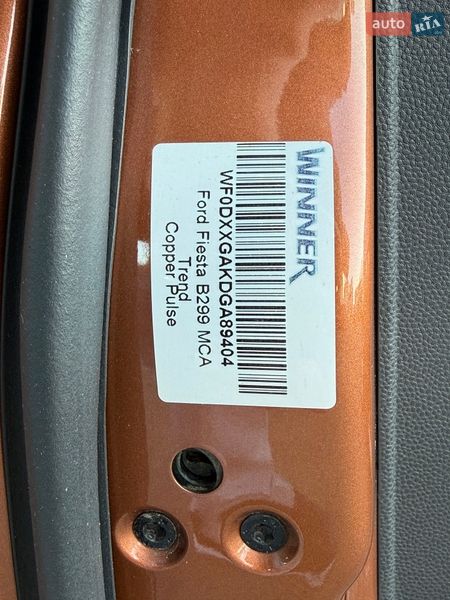 auto RIA
WINNER
WF0DXXGAKDGA89404
Ford Fiesta B299 MCA
Trend
Copper Pulse